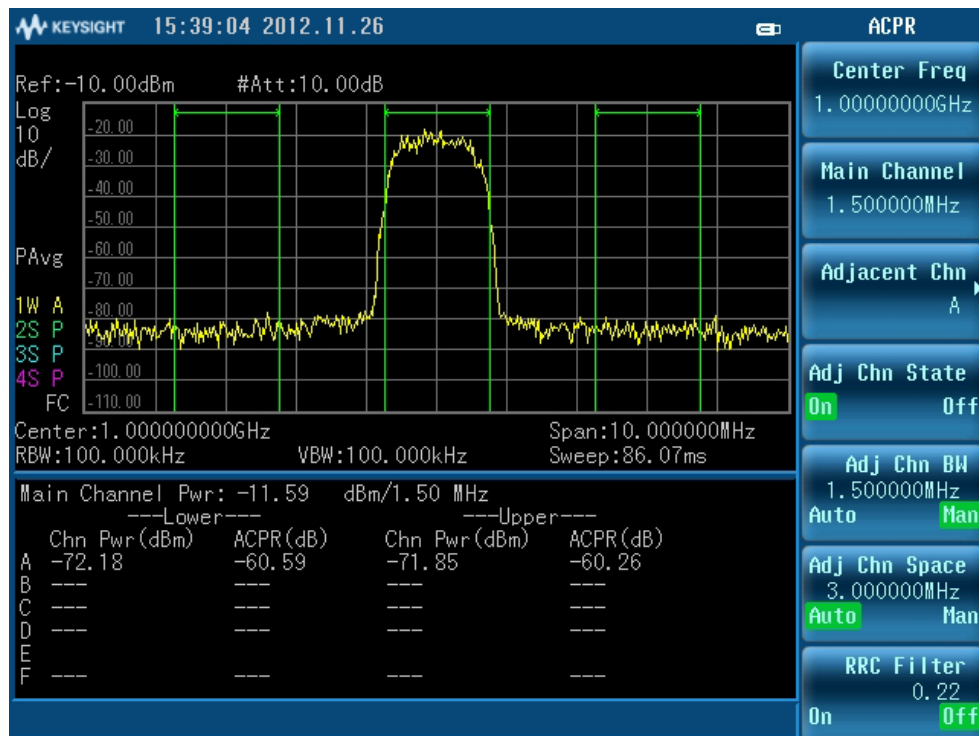 KEYSIGHT 15:39:04 2012.11.26
Ref:-10.00dBm #Att:10.00dB
Log
10
dB/
-20.00
-30.00
-40.00
-50.00
-60.00
-70.00
-80.00
-90.00
-100.00
-110.00
PAvg
1W A
2S P
3S P
4S P
FC
Center:1.000000000GHz Span:10.000000MHz
RBW:100.000kHz VBW:100.000kHz Sweep:86.07ms
Main Channel Pwr: -11.59 dBm/1.50 MHz
---Lower--- ---Upper---
Chn Pwr(dBm) ACPR(dB) Chn Pwr(dBm) ACPR(dB)
A -72.18 -60.59 -71.85 -60.26
B --- --- --- ---
C --- --- --- ---
D --- --- --- ---
E
F --- --- --- ---
ACPR
Center Freq
1.00000000GHz
Main Channel
1.500000MHz
Adjacent Chn
A
Adj Chn State
On Off
Adj Chn BW
1.500000MHz
Auto Man
Adj Chn Space
3.000000MHz
Auto Man
RRC Filter
0.22
On Off